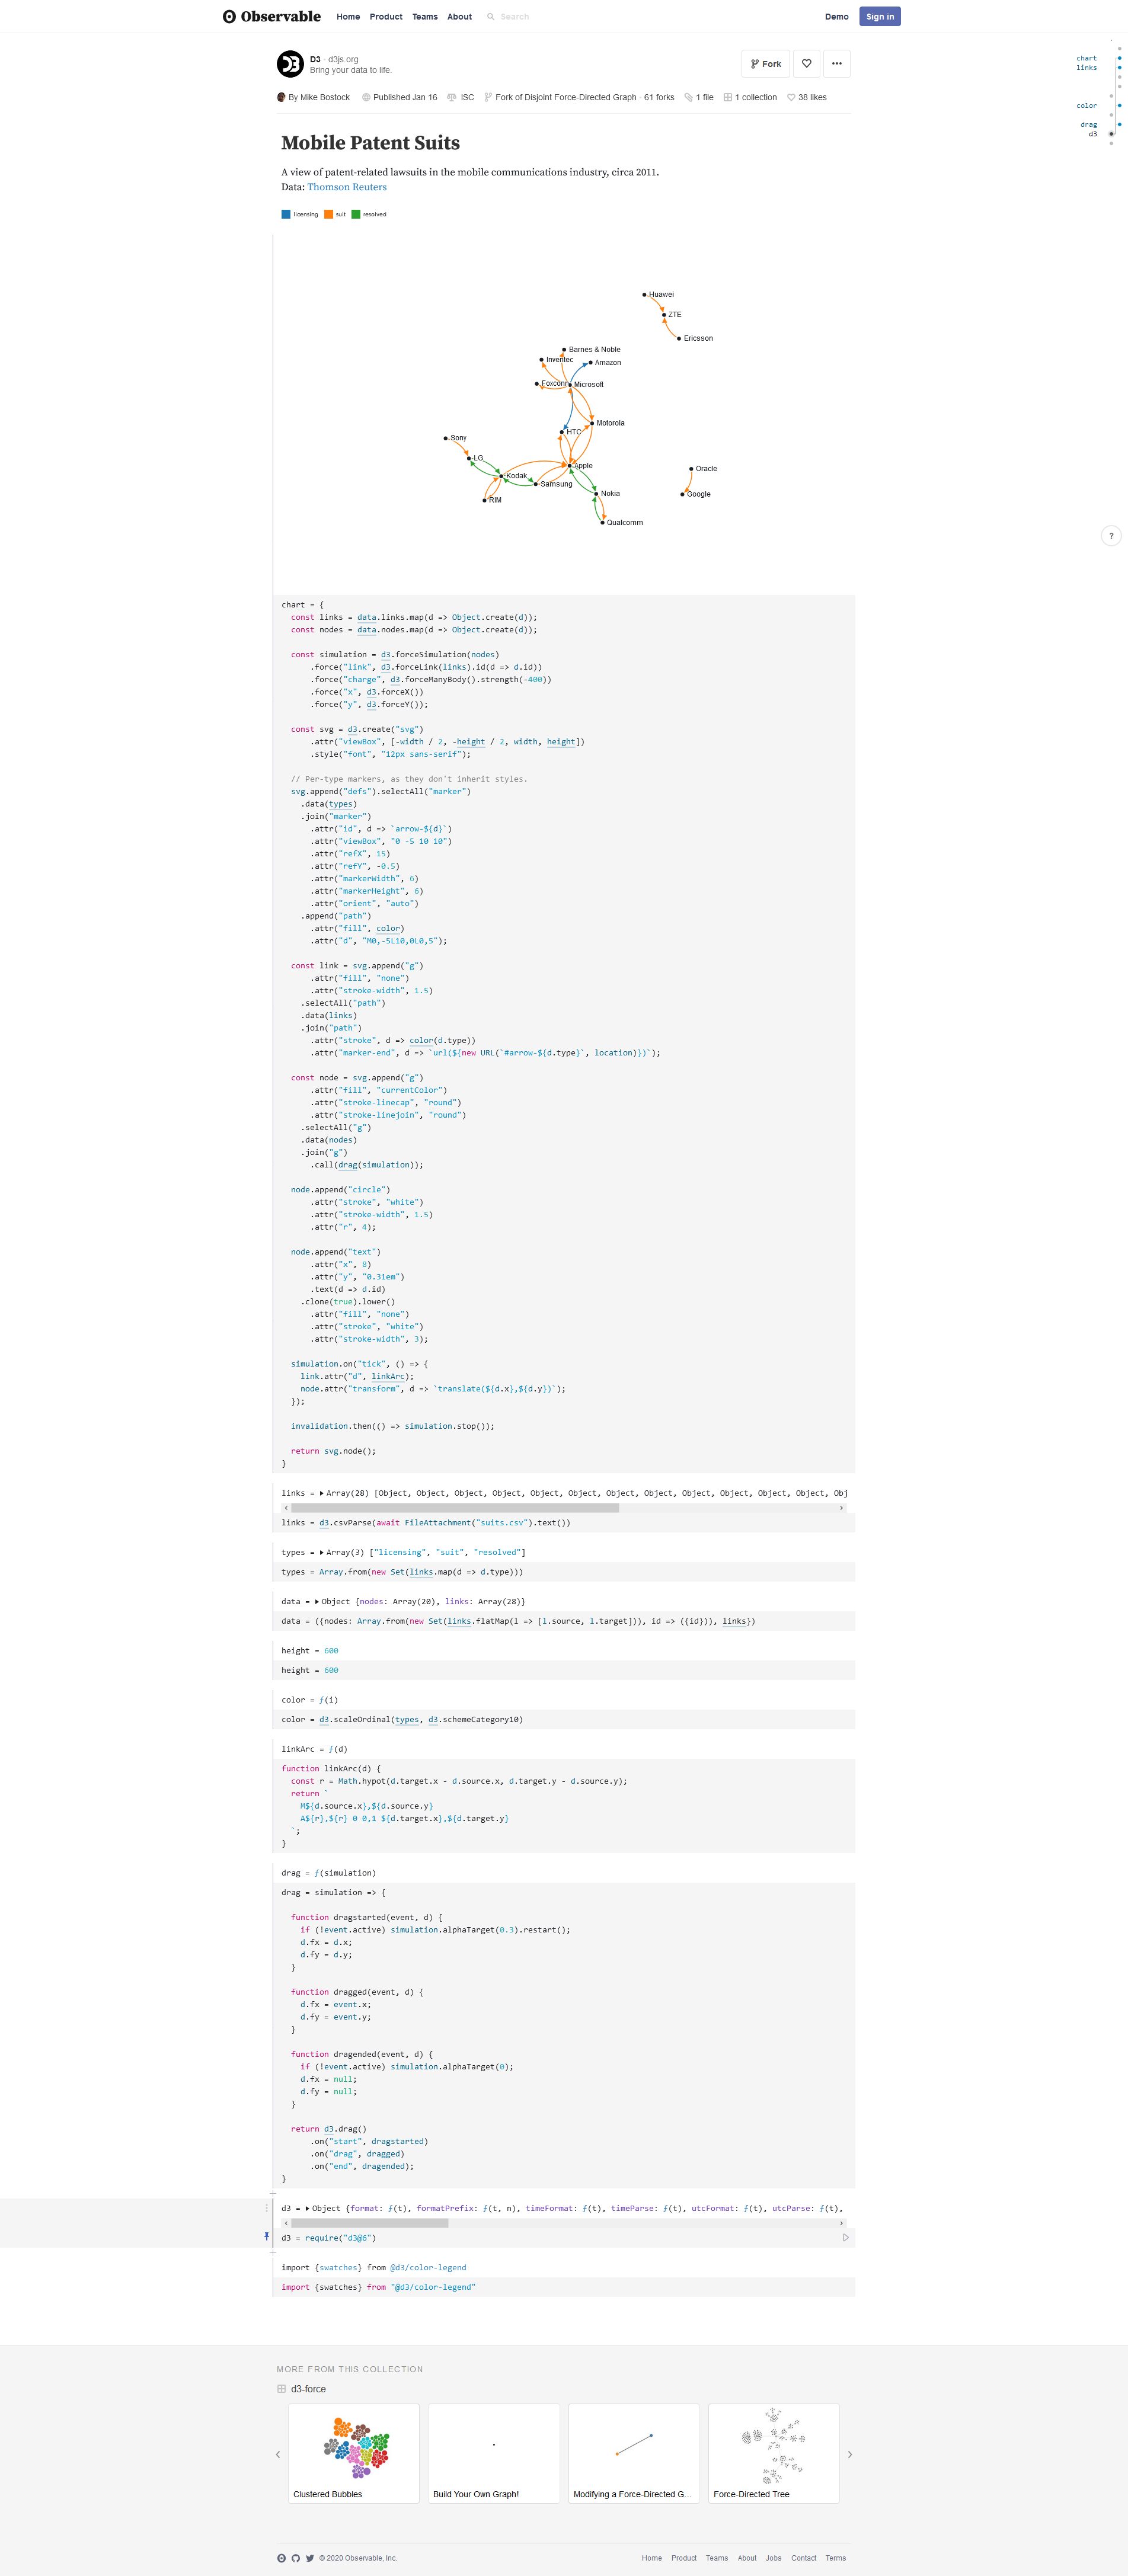 Observable Home Product Teams About Search Demo Sign in
D3 · d3js.org
Bring your data to life.
Fork
By Mike Bostock Published Jan 16 ISC Fork of Disjoint Force-Directed Graph · 61 forks 1 file 1 collection 38 likes
chart
links
color
drag
d3
Mobile Patent Suits
A view of patent-related lawsuits in the mobile communications industry, circa 2011.
Data: Thomson Reuters
licensing suit resolved
Huawei
ZTE
Ericsson
Barnes & Noble
Inventec
Amazon
Foxconn
Microsoft
Motorola
HTC
Sony
LG
Apple
Oracle
Kodak
Samsung
RIM
Nokia
Google
Qualcomm
?
chart = {
  const links = data.links.map(d => Object.create(d));
  const nodes = data.nodes.map(d => Object.create(d));
  const simulation = d3.forceSimulation(nodes)
      .force("link", d3.forceLink(links).id(d => d.id))
      .force("charge", d3.forceManyBody().strength(-400))
      .force("x", d3.forceX())
      .force("y", d3.forceY());
  const svg = d3.create("svg")
      .attr("viewBox", [-width / 2, -height / 2, width, height])
      .style("font", "12px sans-serif");
  // Per-type markers, as they don't inherit styles.
  svg.append("defs").selectAll("marker")
    .data(types)
    .join("marker")
      .attr("id", d => `arrow-${d}`)
      .attr("viewBox", "0 -5 10 10")
      .attr("refX", 15)
      .attr("refY", -0.5)
      .attr("markerWidth", 6)
      .attr("markerHeight", 6)
      .attr("orient", "auto")
    .append("path")
      .attr("fill", color)
      .attr("d", "M0,-5L10,0L0,5");
  const link = svg.append("g")
      .attr("fill", "none")
      .attr("stroke-width", 1.5)
    .selectAll("path")
    .data(links)
    .join("path")
      .attr("stroke", d => color(d.type))
      .attr("marker-end", d => `url(${new URL(`#arrow-${d.type}`, location)})`);
  const node = svg.append("g")
      .attr("fill", "currentColor")
      .attr("stroke-linecap", "round")
      .attr("stroke-linejoin", "round")
    .selectAll("g")
    .data(nodes)
    .join("g")
      .call(drag(simulation));
  node.append("circle")
      .attr("stroke", "white")
      .attr("stroke-width", 1.5)
      .attr("r", 4);
  node.append("text")
      .attr("x", 8)
      .attr("y", "0.31em")
      .text(d => d.id)
    .clone(true).lower()
      .attr("fill", "none")
      .attr("stroke", "white")
      .attr("stroke-width", 3);
  simulation.on("tick", () => {
    link.attr("d", linkArc);
    node.attr("transform", d => `translate(${d.x},${d.y})`);
  });
  invalidation.then(() => simulation.stop());
  return svg.node();
}
links = Array(28) [Object, Object, Object, Object, Object, Object, Object, Object, Object, Object, Object, Object, Obj
links = d3.csvParse(await FileAttachment("suits.csv").text())
types = Array(3) ["licensing", "suit", "resolved"]
types = Array.from(new Set(links.map(d => d.type)))
data = Object {nodes: Array(20), links: Array(28)}
data = ({nodes: Array.from(new Set(links.flatMap(l => [l.source, l.target])), id => ({id})), links})
height = 600
height = 600
color = ƒ(i)
color = d3.scaleOrdinal(types, d3.schemeCategory10)
linkArc = ƒ(d)
function linkArc(d) {
  const r = Math.hypot(d.target.x - d.source.x, d.target.y - d.source.y);
  return `
    M${d.source.x},${d.source.y}
    A${r},${r} 0 0,1 ${d.target.x},${d.target.y}
  `;
}
drag = ƒ(simulation)
drag = simulation => {
  function dragstarted(event, d) {
    if (!event.active) simulation.alphaTarget(0.3).restart();
    d.fx = d.x;
    d.fy = d.y;
  }
  function dragged(event, d) {
    d.fx = event.x;
    d.fy = event.y;
  }
  function dragended(event, d) {
    if (!event.active) simulation.alphaTarget(0);
    d.fx = null;
    d.fy = null;
  }
  return d3.drag()
      .on("start", dragstarted)
      .on("drag", dragged)
      .on("end", dragended);
}
d3 = Object {format: ƒ(t), formatPrefix: ƒ(t, n), timeFormat: ƒ(t), timeParse: ƒ(t), utcFormat: ƒ(t), utcParse: ƒ(t),
d3 = require("d3@6")
import {swatches} from @d3/color-legend
import {swatches} from "@d3/color-legend"
MORE FROM THIS COLLECTION
d3-force
Clustered Bubbles
Build Your Own Graph!
Modifying a Force-Directed G...
Force-Directed Tree
© 2020 Observable, Inc. Home Product Teams About Jobs Contact Terms